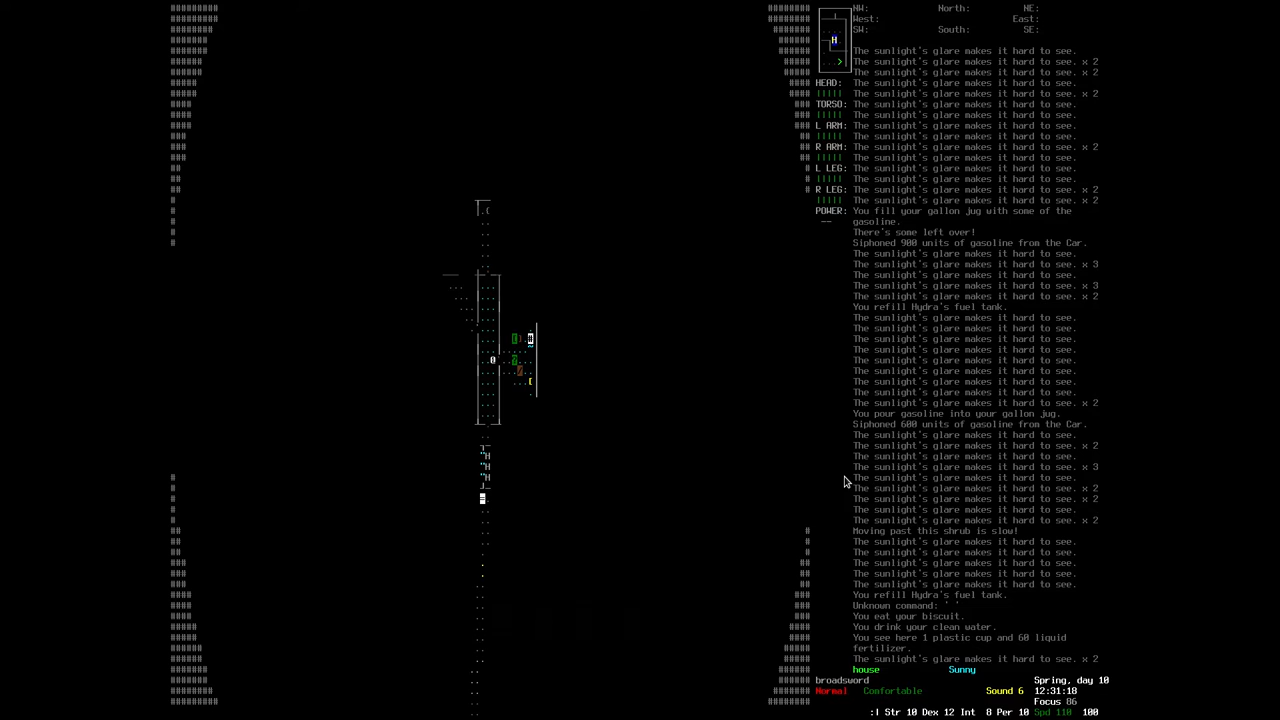 NW: North: NE:
West: East:
SW: South: SE:
H
>
The sunlight's glare makes it hard to see.
The sunlight's glare makes it hard to see. x 2
The sunlight's glare makes it hard to see. x 2
HEAD: The sunlight's glare makes it hard to see.
||||| The sunlight's glare makes it hard to see. x 2
TORSO: The sunlight's glare makes it hard to see.
||||| The sunlight's glare makes it hard to see.
L ARM: The sunlight's glare makes it hard to see.
||||| The sunlight's glare makes it hard to see.
R ARM: The sunlight's glare makes it hard to see. x 2
||||| The sunlight's glare makes it hard to see.
L LEG: The sunlight's glare makes it hard to see.
||||| The sunlight's glare makes it hard to see.
R LEG: The sunlight's glare makes it hard to see. x 2
||||| The sunlight's glare makes it hard to see. x 2
POWER: You fill your gallon jug with some of the
-- gasoline.
There's some left over!
Siphoned 900 units of gasoline from the Car.
The sunlight's glare makes it hard to see.
The sunlight's glare makes it hard to see. x 3
The sunlight's glare makes it hard to see.
The sunlight's glare makes it hard to see. x 3
The sunlight's glare makes it hard to see. x 2
You refill Hydra's fuel tank.
The sunlight's glare makes it hard to see.
The sunlight's glare makes it hard to see.
The sunlight's glare makes it hard to see.
The sunlight's glare makes it hard to see.
The sunlight's glare makes it hard to see.
The sunlight's glare makes it hard to see.
The sunlight's glare makes it hard to see.
The sunlight's glare makes it hard to see.
The sunlight's glare makes it hard to see. x 2
You pour gasoline into your gallon jug.
Siphoned 600 units of gasoline from the Car.
The sunlight's glare makes it hard to see.
The sunlight's glare makes it hard to see. x 2
The sunlight's glare makes it hard to see.
The sunlight's glare makes it hard to see. x 3
The sunlight's glare makes it hard to see.
The sunlight's glare makes it hard to see. x 2
The sunlight's glare makes it hard to see. x 2
The sunlight's glare makes it hard to see.
The sunlight's glare makes it hard to see. x 2
Moving past this shrub is slow!
The sunlight's glare makes it hard to see.
The sunlight's glare makes it hard to see.
The sunlight's glare makes it hard to see.
The sunlight's glare makes it hard to see.
The sunlight's glare makes it hard to see.
You refill Hydra's fuel tank.
Unknown command: ' '
You eat your biscuit.
You drink your clean water.
You see here 1 plastic cup and 60 liquid
fertilizer.
The sunlight's glare makes it hard to see. x 2
house Sunny
broadsword Spring, day 10
Normal Comfortable Sound 6 12:31:18
Focus 86
:| Str 10 Dex 12 Int 8 Per 10 Spd 110 100